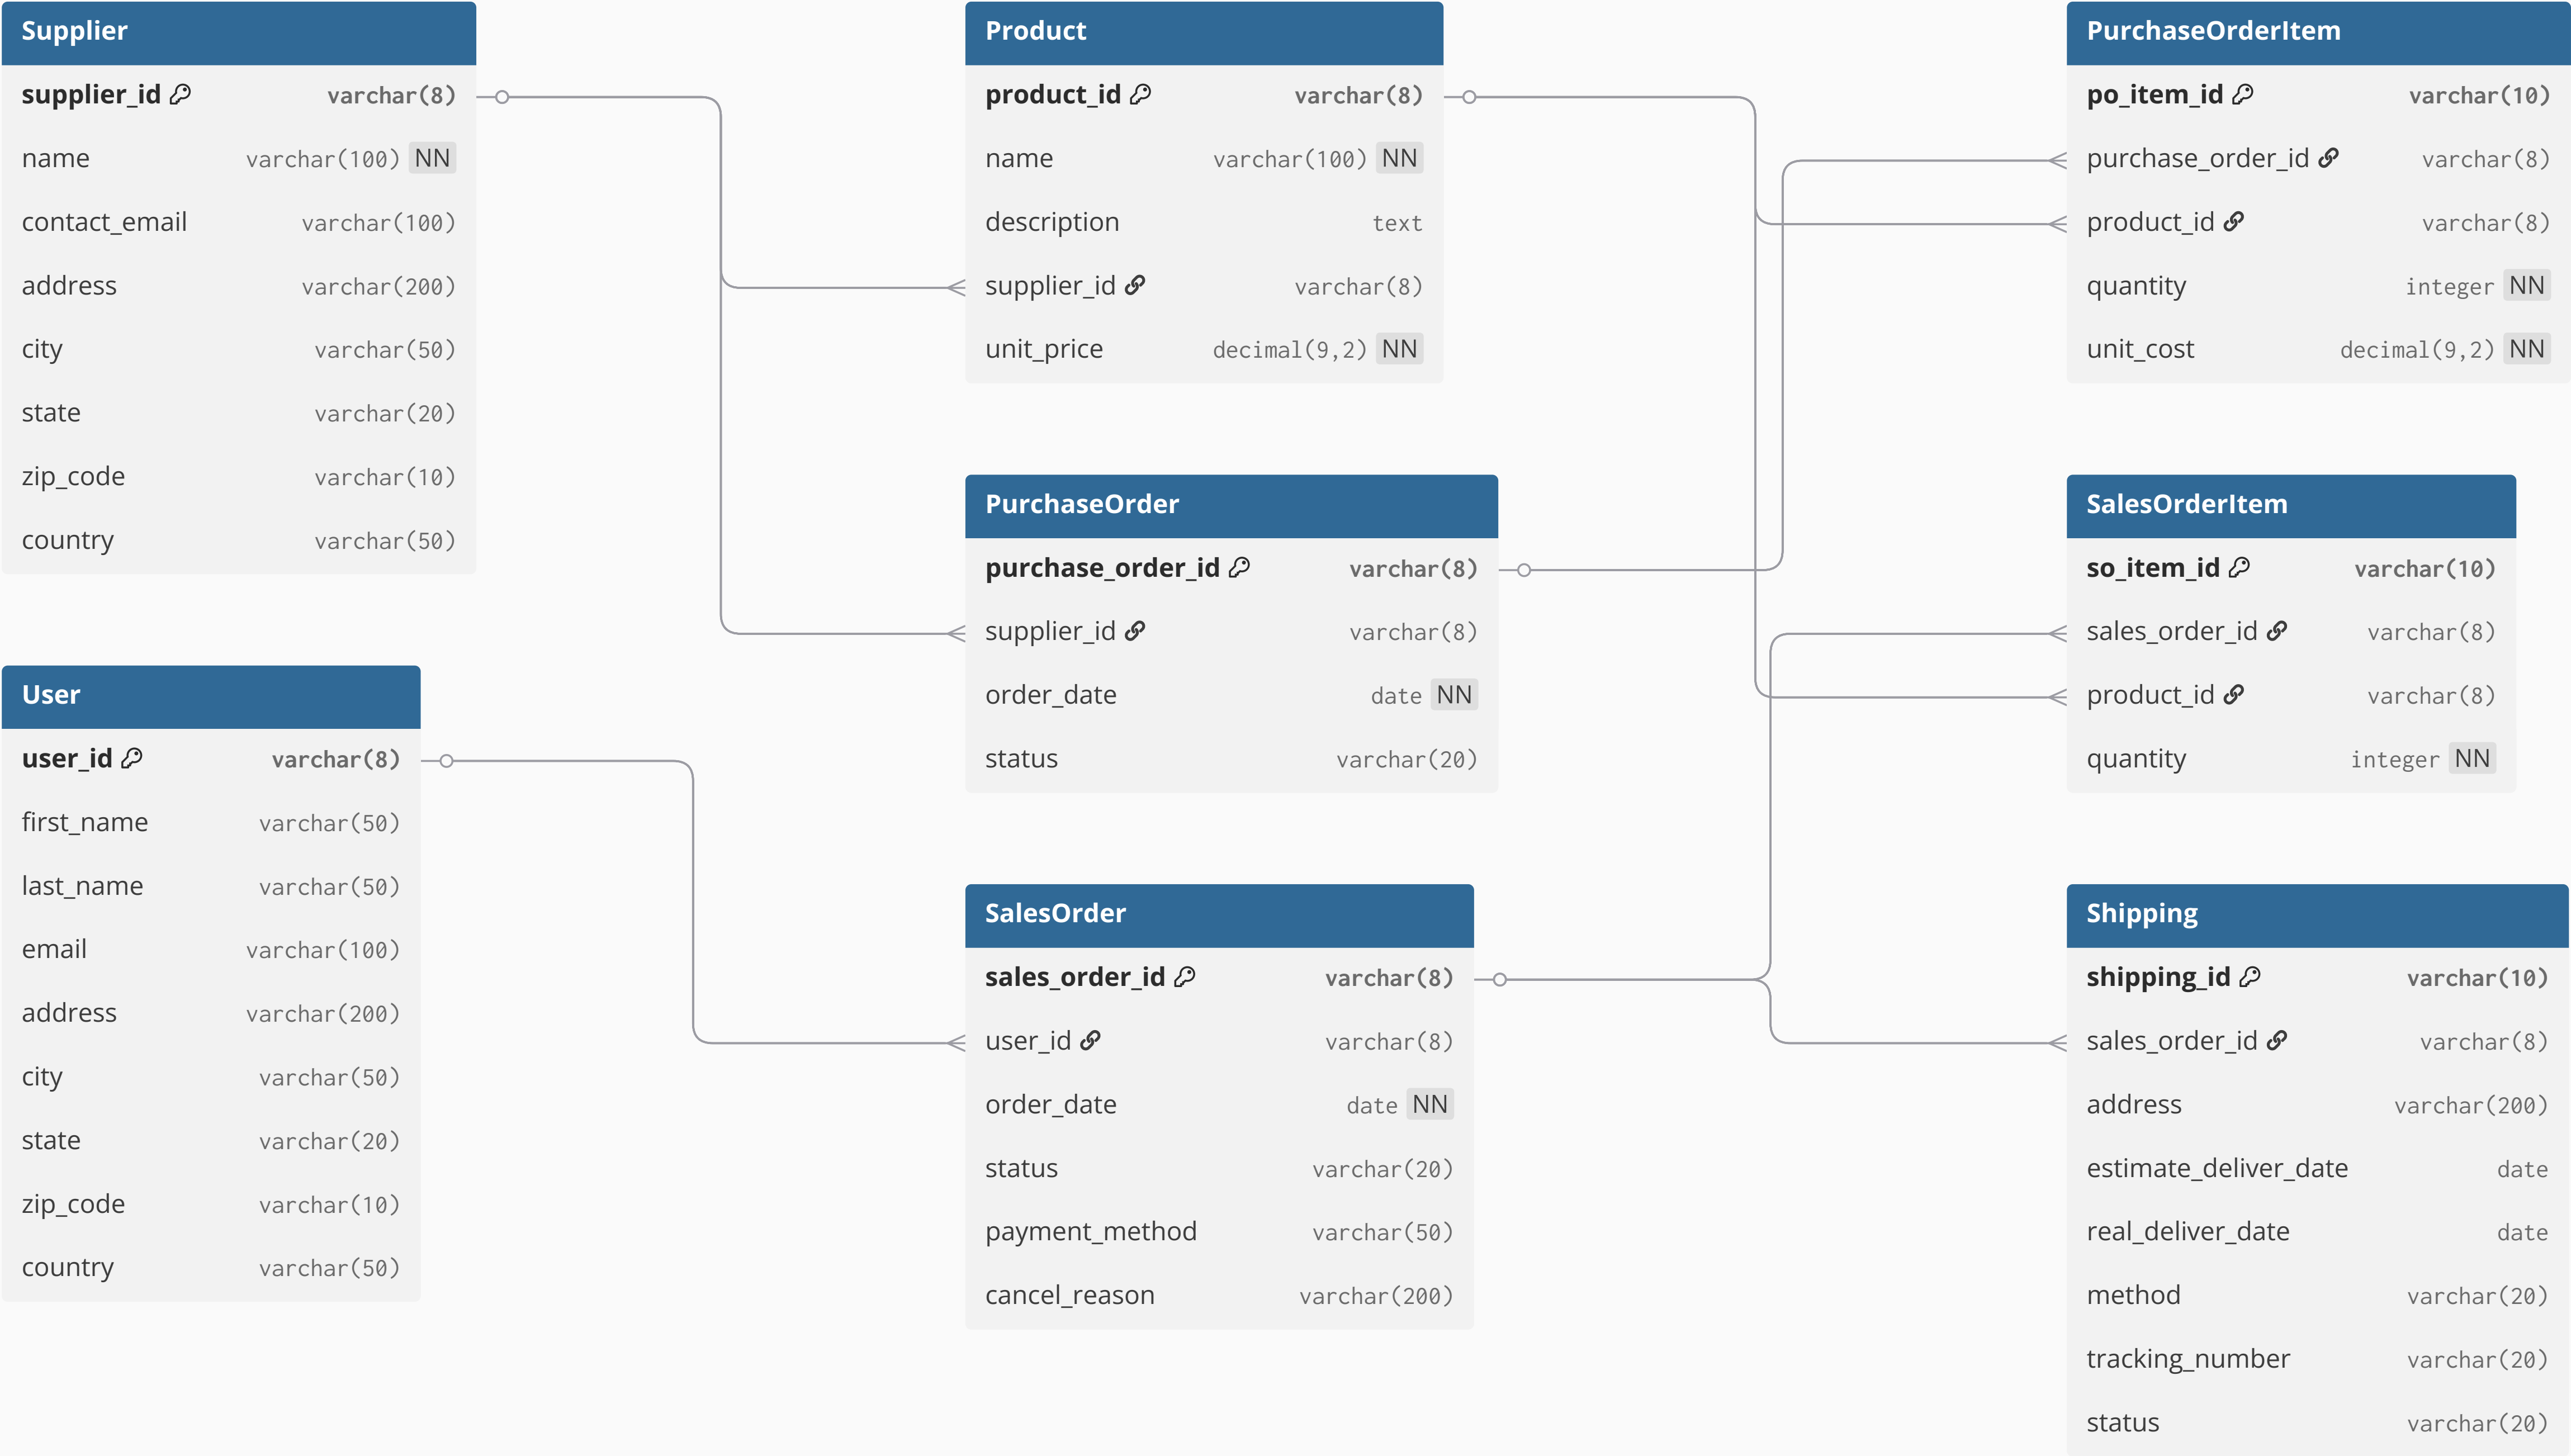 Supplier
supplier_id varchar(8)
name varchar(100) NN
contact_email varchar(100)
address varchar(200)
city varchar(50)
state varchar(20)
zip_code varchar(10)
country varchar(50)
User
user_id varchar(8)
first_name varchar(50)
last_name varchar(50)
email varchar(100)
address varchar(200)
city varchar(50)
state varchar(20)
zip_code varchar(10)
country varchar(50)
Product
product_id varchar(8)
name varchar(100) NN
description text
supplier_id varchar(8)
unit_price decimal(9,2) NN
PurchaseOrder
purchase_order_id varchar(8)
supplier_id varchar(8)
order_date date NN
status varchar(20)
SalesOrder
sales_order_id varchar(8)
user_id varchar(8)
order_date date NN
status varchar(20)
payment_method varchar(50)
cancel_reason varchar(200)
PurchaseOrderItem
po_item_id varchar(10)
purchase_order_id varchar(8)
product_id varchar(8)
quantity integer NN
unit_cost decimal(9,2) NN
SalesOrderItem
so_item_id varchar(10)
sales_order_id varchar(8)
product_id varchar(8)
quantity integer NN
Shipping
shipping_id varchar(10)
sales_order_id varchar(8)
address varchar(200)
estimate_deliver_date date
real_deliver_date date
method varchar(20)
tracking_number varchar(20)
status varchar(20)